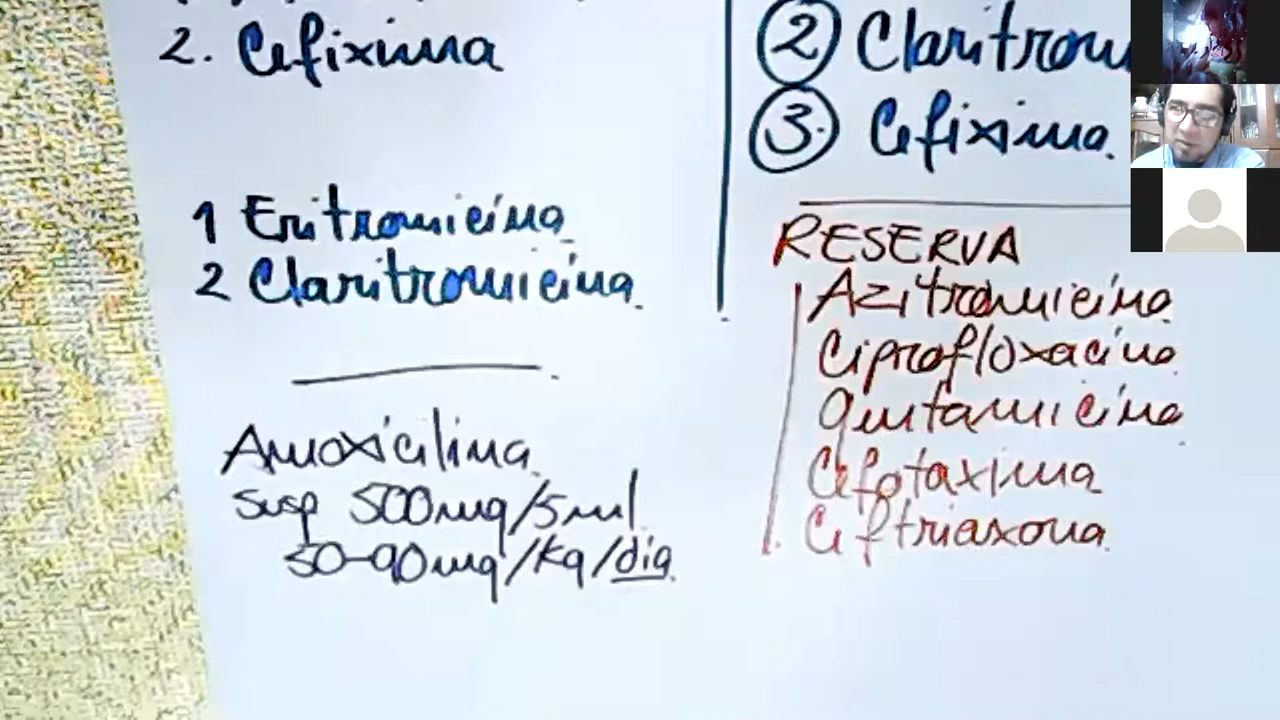 2. Cefixima
1 Eritromicina
2 Claritromicina.
Amoxicilina.
Susp 500mg/5ml.
50-90mg/kg/dia.
② Claritrom
③ Cefixima.
RESERVA
Azitromicina
Ciprofloxacina
Gentamicina
Cefotaxima
Ceftriaxona